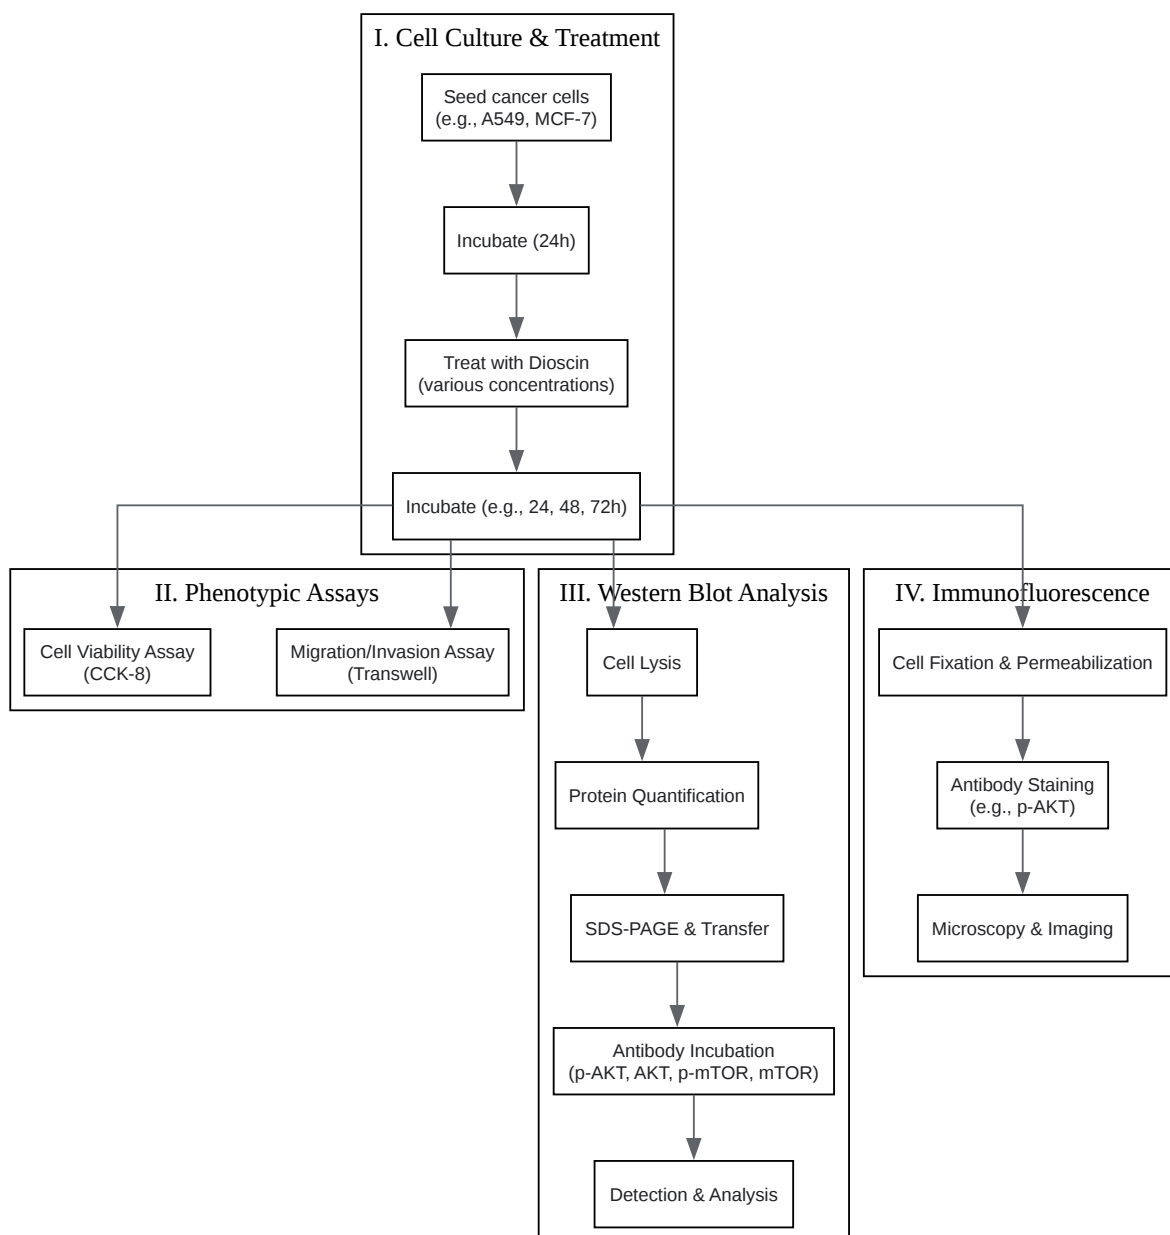 I. Cell Culture & Treatment
Seed cancer cells
(e.g., A549, MCF-7)
Incubate (24h)
Treat with Dioscin
(various concentrations)
Incubate (e.g., 24, 48, 72h)
II. Phenotypic Assays
Cell Viability Assay
(CCK-8)
Migration/Invasion Assay
(Transwell)
III. Western Blot Analysis
Cell Lysis
Protein Quantification
SDS-PAGE & Transfer
Antibody Incubation
(p-AKT, AKT, p-mTOR, mTOR)
Detection & Analysis
IV. Immunofluorescence
Cell Fixation & Permeabilization
Antibody Staining
(e.g., p-AKT)
Microscopy & Imaging